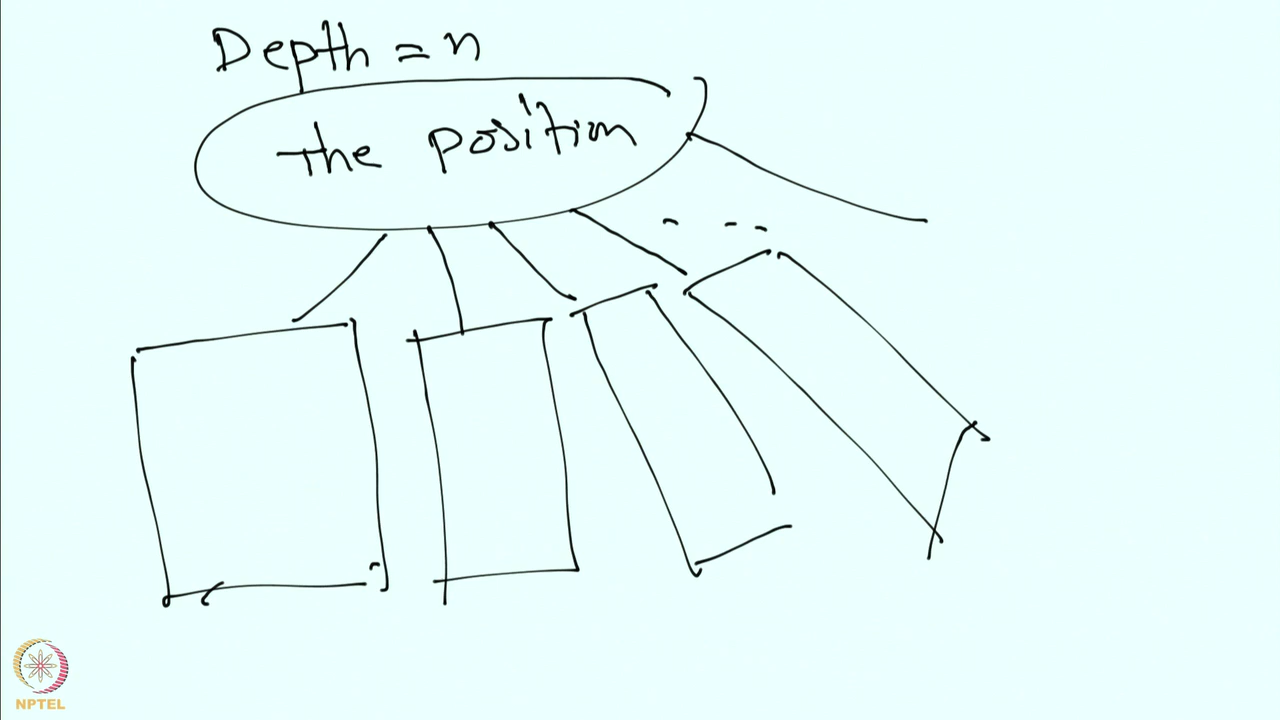 Depth = n
The position
- - -
NPTEL